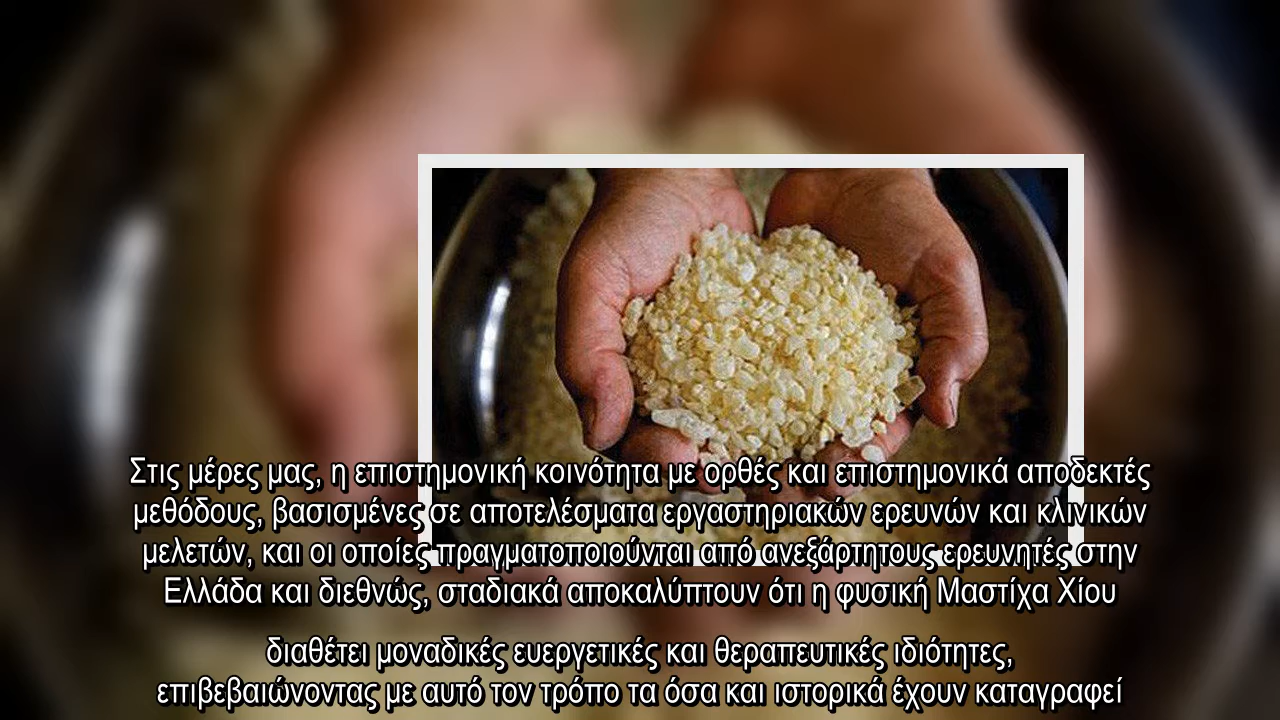 Στις μέρες μας, η επιστημονική κοινότητα με ορθές και επιστημονικά αποδεκτές
μεθόδους, βασισμένες σε αποτελέσματα εργαστηριακών ερευνών και κλινικών
μελετών, και οι οποίες πραγματοποιούνται από ανεξάρτητους ερευνητές στην
Ελλάδα και διεθνώς, σταδιακά αποκαλύπτουν ότι η φυσική Μαστίχα Χίου
διαθέτει μοναδικές ευεργετικές και θεραπευτικές ιδιότητες,
επιβεβαιώνοντας με αυτό τον τρόπο τα όσα και ιστορικά έχουν καταγραφεί